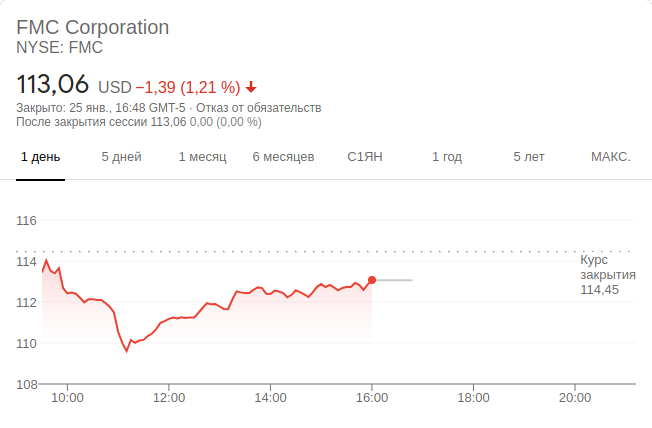 FMC Corporation
NYSE: FMC
113,06 USD −1,39 (1,21 %)
Закрыто: 25 янв., 16:48 GMT-5 · Отказ от обязательств
После закрытия сессии 113,06 0,00 (0,00 %)
1 день 5 дней 1 месяц 6 месяцев С1ЯН 1 год 5 лет МАКС.
116
114
112
110
108
Курс
закрытия
114,45
10:00 12:00 14:00 16:00 18:00 20:00